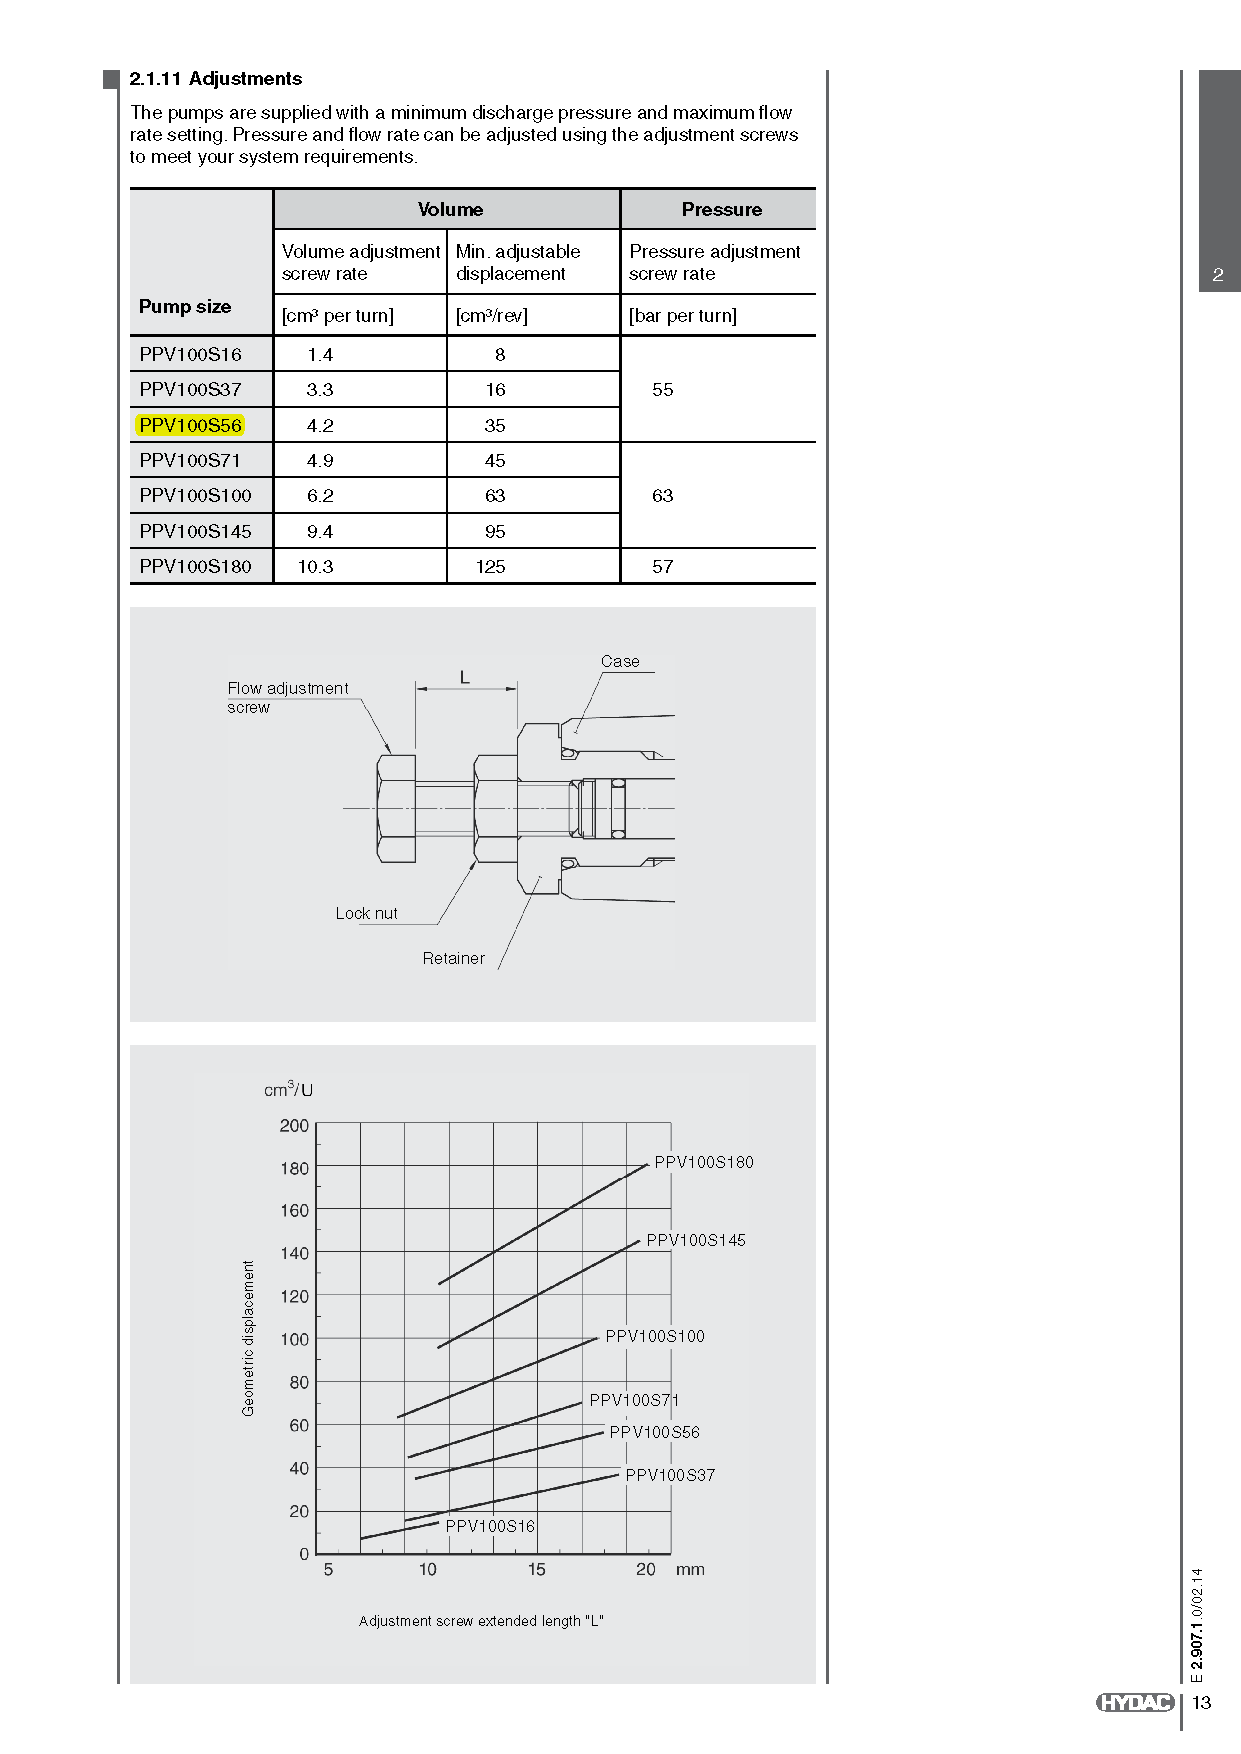 2.1.11 Adjustments
The pumps are supplied with a minimum discharge pressure and maximum flow
rate setting. Pressure and flow rate can be adjusted using the adjustment screws
to meet your system requirements.
Volume Pressure
Volume adjustment Min. adjustable Pressure adjustment
screw rate displacement screw rate
Pump size
[cm³ per turn] [cm³/rev] [bar per turn]
PPV100S16 1.4 8
PPV100S37 3.3 16 55
PPV100S56 4.2 35
PPV100S71 4.9 45
PPV100S100 6.2 63 63
PPV100S145 9.4 95
PPV100S180 10.3 125 57
2
Case
L
Flow adjustment
screw
Lock nut
Retainer
cm³/U
200
180
160
140
120
100
80
60
40
20
0
PPV100S180
PPV100S145
PPV100S100
PPV100S71
PPV100S56
PPV100S37
PPV100S16
Geometric displacement
5 10 15 20 mm
Adjustment screw extended length "L"
E 2.907.1.0/02.14
HYDAC 13